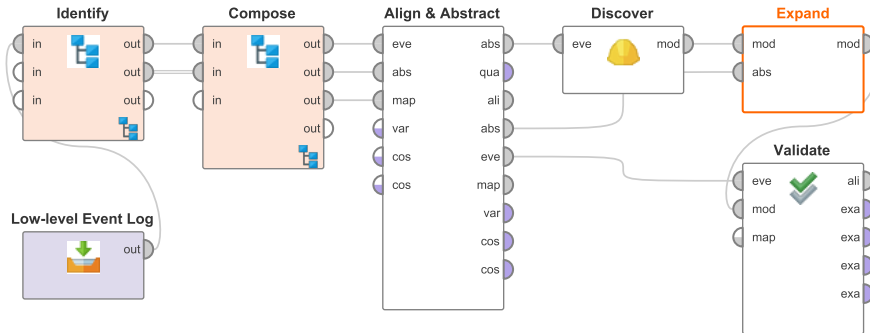 Identify
Compose
Align & Abstract
Discover
Expand
in out
in out
in out
in out
in out
in out
out
eve abs
abs qua
map ali
var abs
cos eve
cos map
var
cos
cos
eve mod
mod mod
abs
Low-level Event Log
out
Validate
eve ali
mod exa
map exa
exa
exa